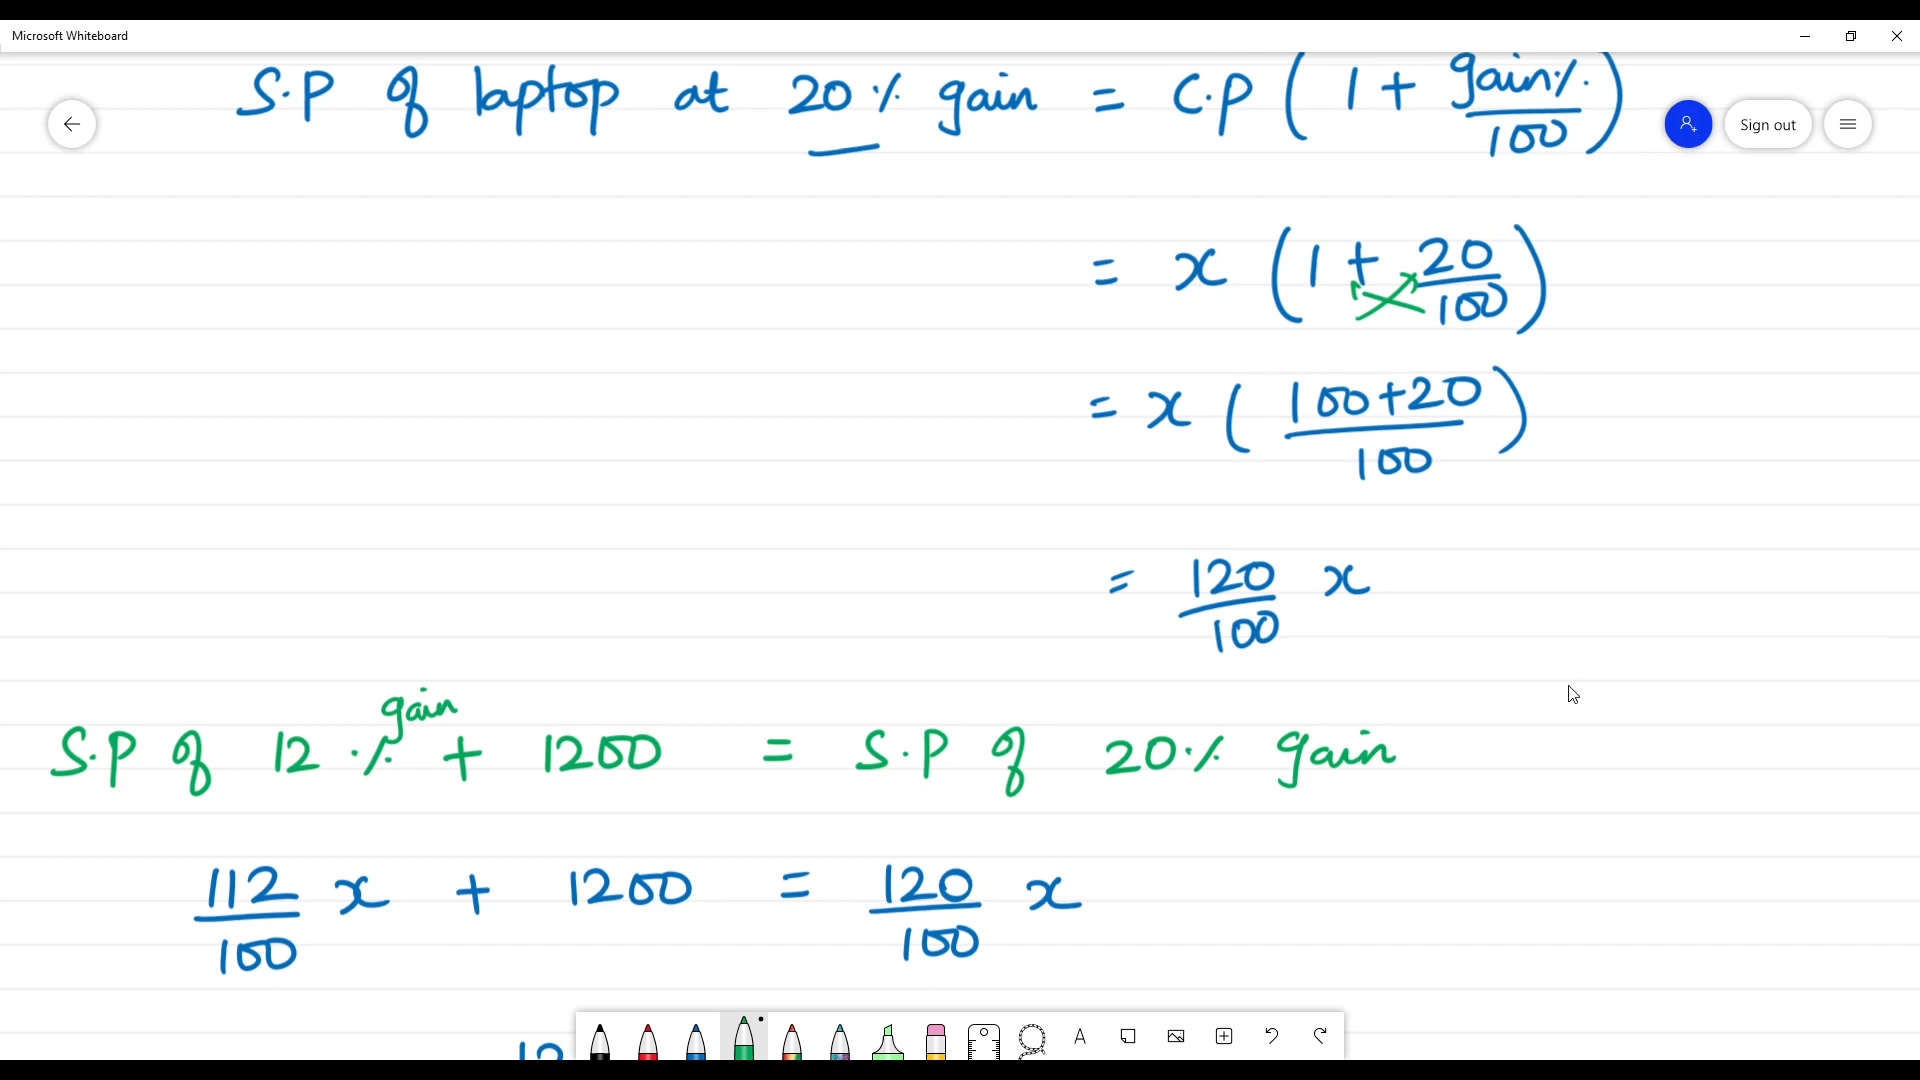 Microsoft Whiteboard
S.P of laptop at 20 % gain = C.P ( 1 + gain% / 100 )
Sign out
= x ( 1 + 20 / 100 )
= x ( 100+20 / 100 )
= 120 / 100 x
S.P of 12 % gain + 1200 = S.P of 20 % gain
112 / 100 x + 1200 = 120 / 100 x
A